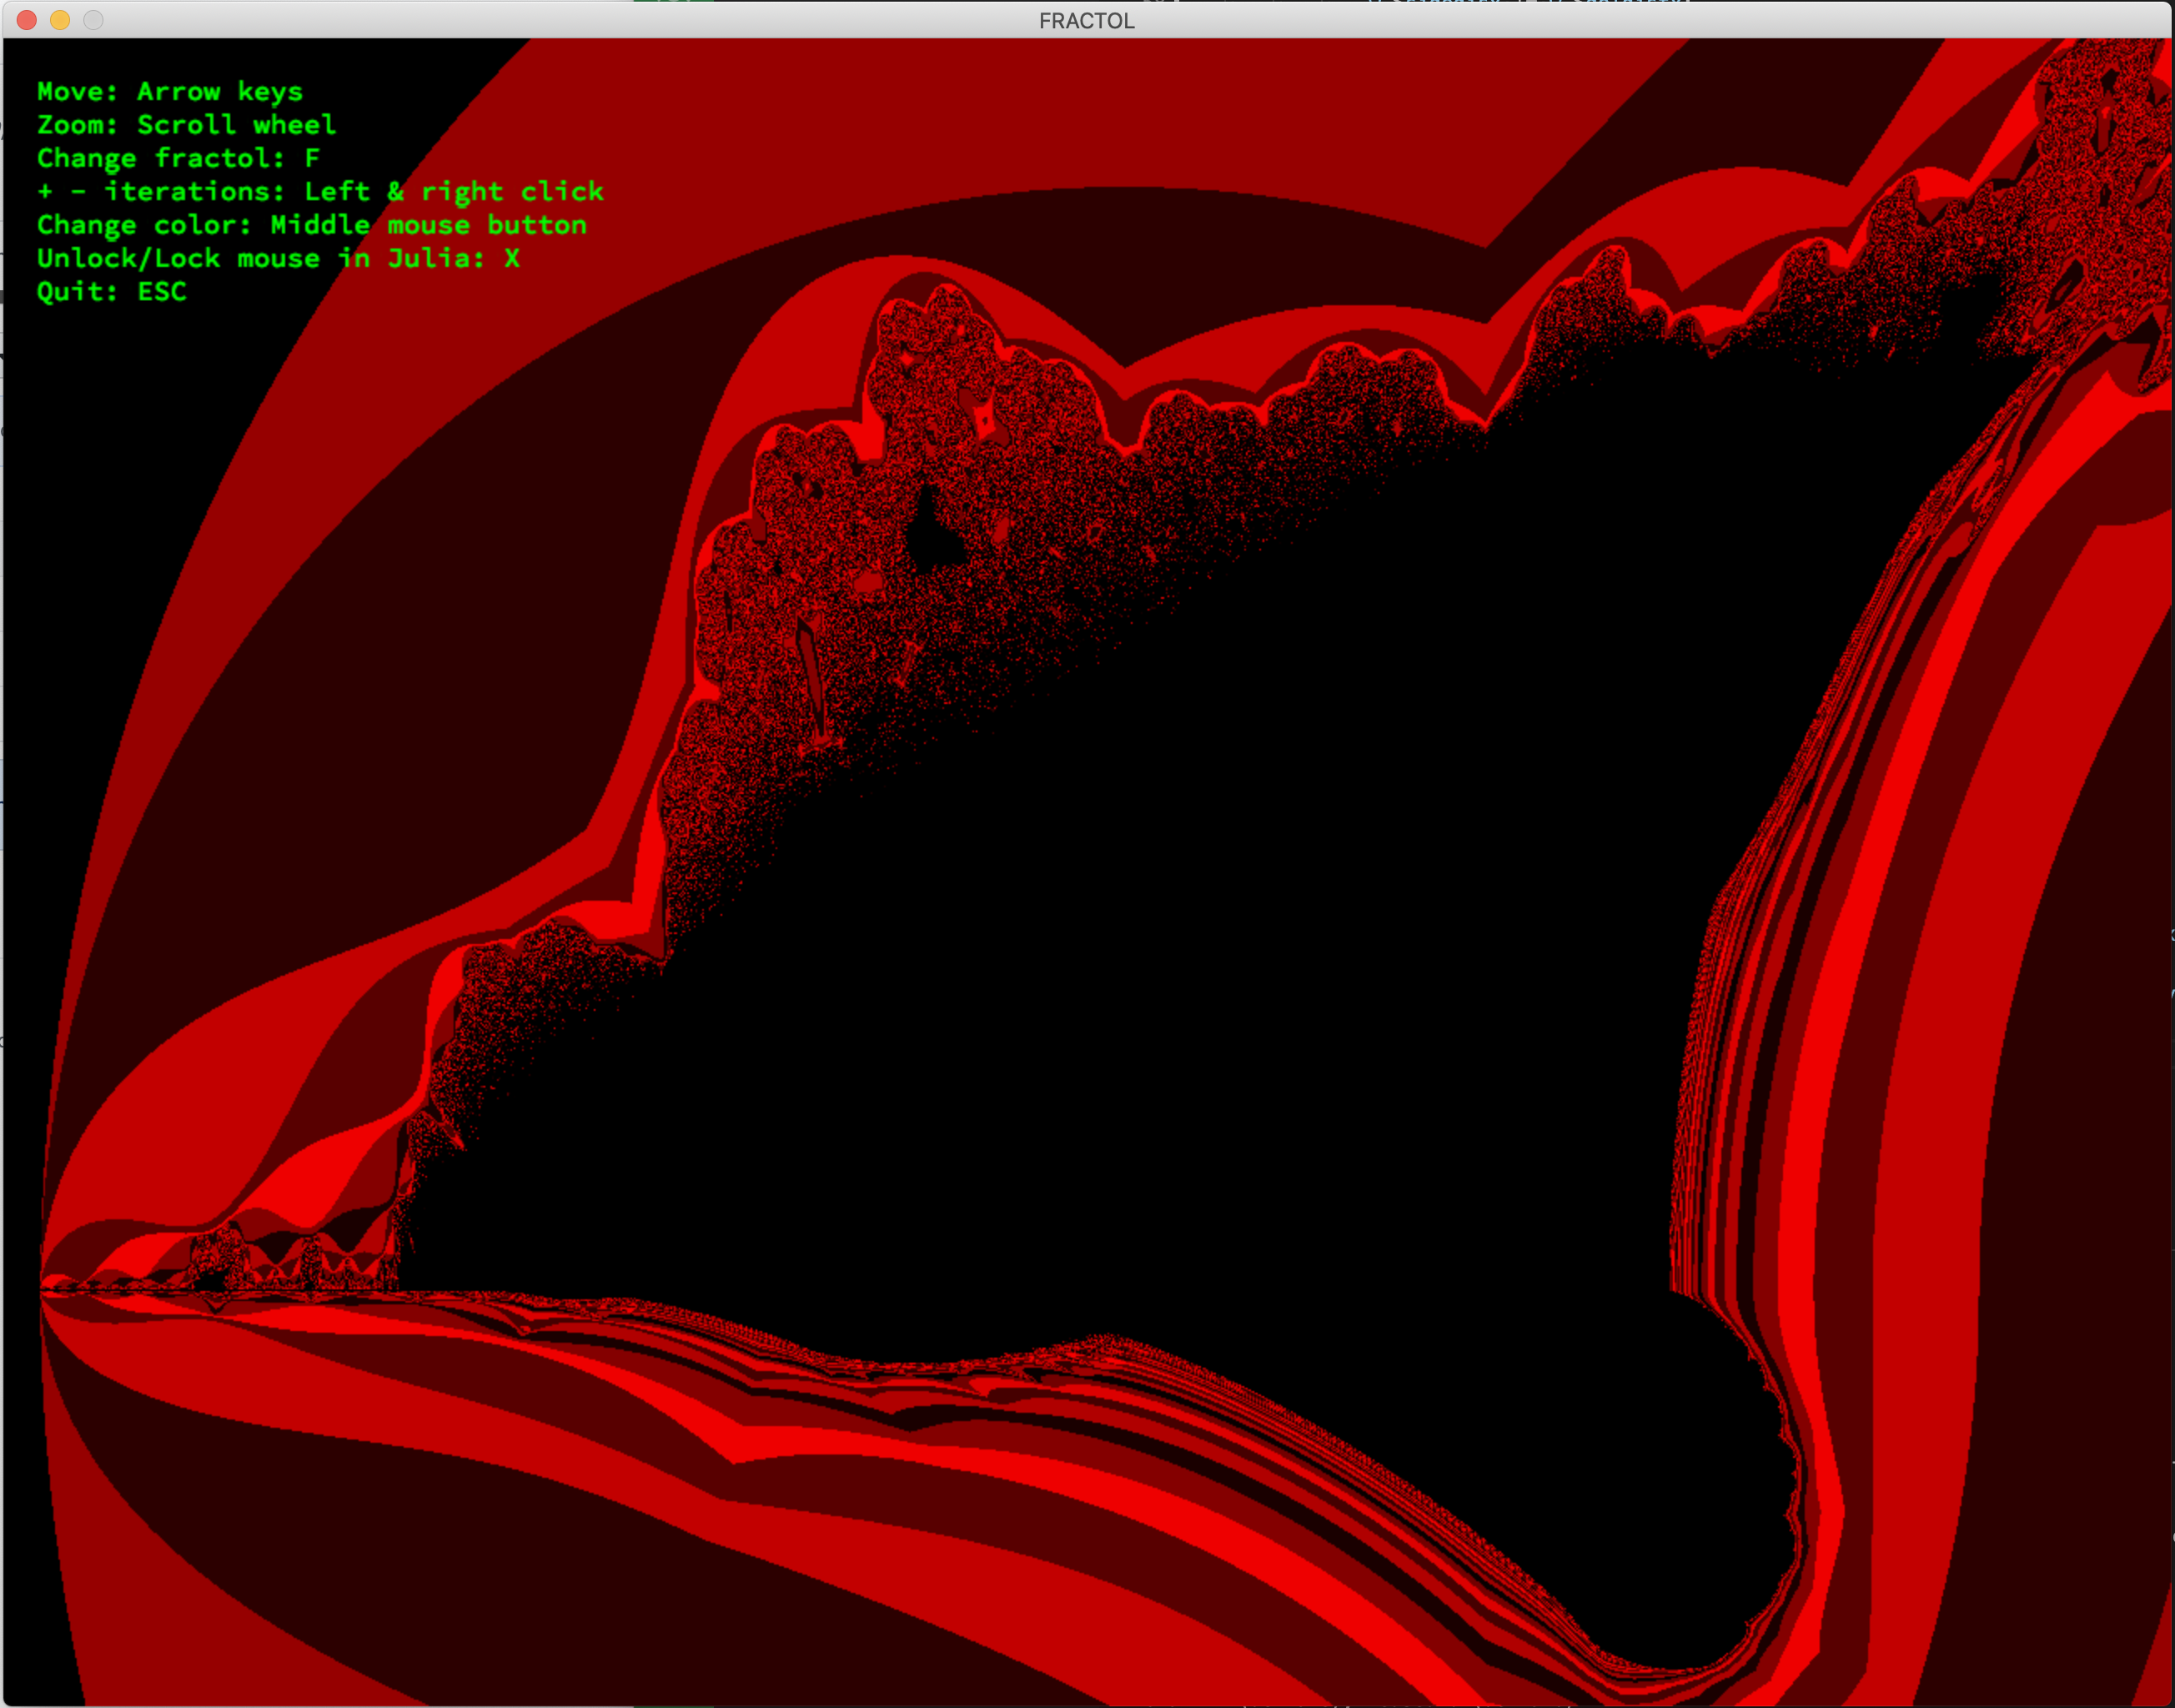 FRACTOL
Move: Arrow keys
Zoom: Scroll wheel
Change fractol: F
+ - iterations: Left & right click
Change color: Middle mouse button
Unlock/Lock mouse in Julia: X
Quit: ESC